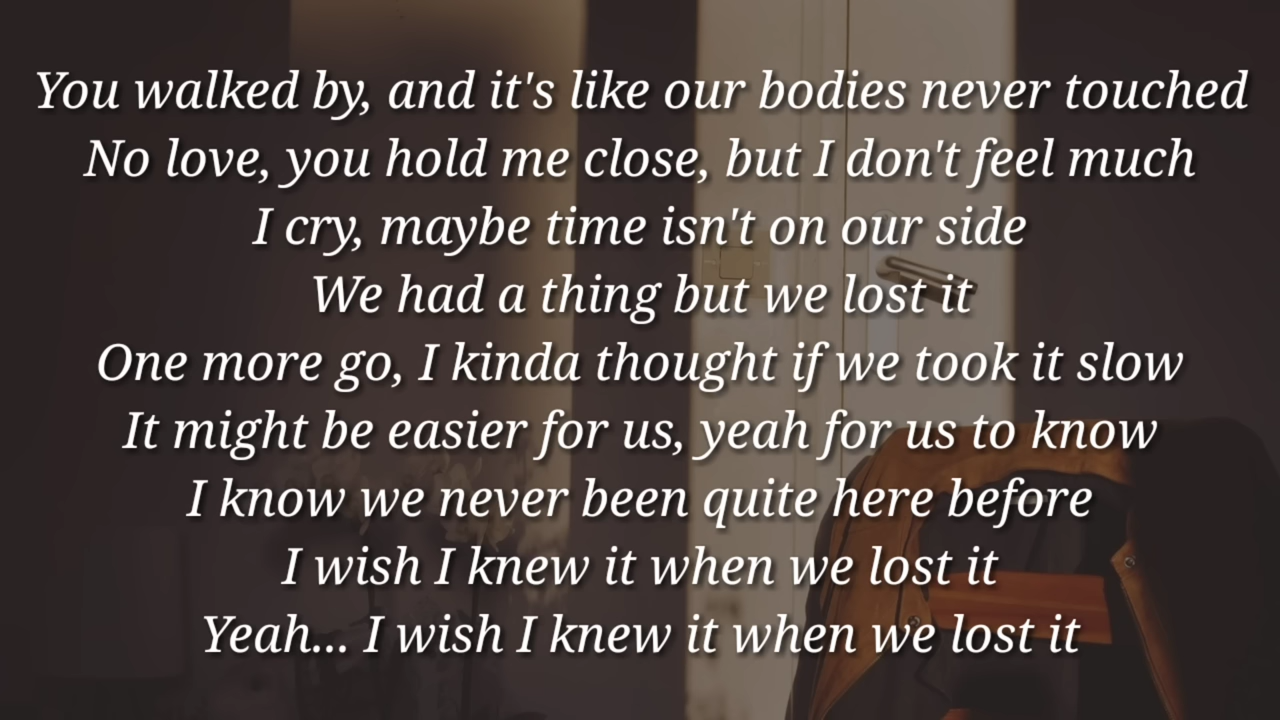 You walked by, and it's like our bodies never touched
No love, you hold me close, but I don't feel much
I cry, maybe time isn't on our side
We had a thing but we lost it
One more go, I kinda thought if we took it slow
It might be easier for us, yeah for us to know
I know we never been quite here before
I wish I knew it when we lost it
Yeah... I wish I knew it when we lost it